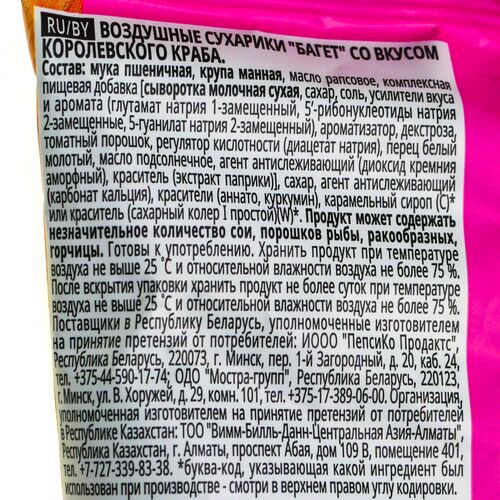 RU/BY ВОЗДУШНЫЕ СУХАРИКИ "БАГЕТ" СО ВКУСОМ
КОРОЛЕВСКОГО КРАБА.
Состав: мука пшеничная, крупа манная, масло рапсовое, комплексная
пищевая добавка [сыворотка молочная сухая, сахар, соль, усилители вкуса
и аромата (глутамат натрия 1-замещенный, 5'-рибонуклеотиды натрия
2-замещенные, 5-гуанилат натрия 2-замещенный), ароматизатор, декстроза,
томатный порошок, регулятор кислотности (диацетат натрия), перец белый
молотый, масло подсолнечное, агент антислеживающий (диоксид кремния
аморфный), краситель (экстракт паприки)], сахар, агент антислеживающий
(карбонат кальция), красители (аннато, куркумин), карамельный сироп (С)*
или краситель (сахарный колер I простой)(W)*. Продукт может содержать
незначительное количество сои, порошков рыбы, ракообразных,
горчицы. Готовы к употреблению. Хранить продукт при температуре
воздуха не выше 25 ℃ и относительной влажности воздуха не более 75 %.
После вскрытия упаковки хранить продукт не более суток при температуре
воздуха не выше 25 ℃ и относительной влажности воздуха не более 75 %.
Поставщики в Республику Беларусь, уполномоченные изготовителем
на принятие претензий от потребителей: ИООО "ПепсиКо Продактс",
Республика Беларусь, 220073, г. Минск, пер. 1-й Загородный, д. 20, каб. 24,
тел. +375-44-590-17-74; ОДО "Мостра-групп", Республика Беларусь, 220123,
г. Минск, ул. В. Хоружей, д. 29, комн. 101, тел. +375-17-389-06-00. Организация,
уполномоченная изготовителем на принятие претензий от потребителей
в Республике Казахстан: ТОО "Вимм-Билль-Данн-Центральная Азия-Алматы",
Республика Казахстан, г. Алматы, проспект Абая, дом 109 В, помещение 401,
тел. +7-727-339-83-38. *буква-код, указывающая какой ингредиент был
использован при производстве - смотри в верхнем правом углу кодировки.